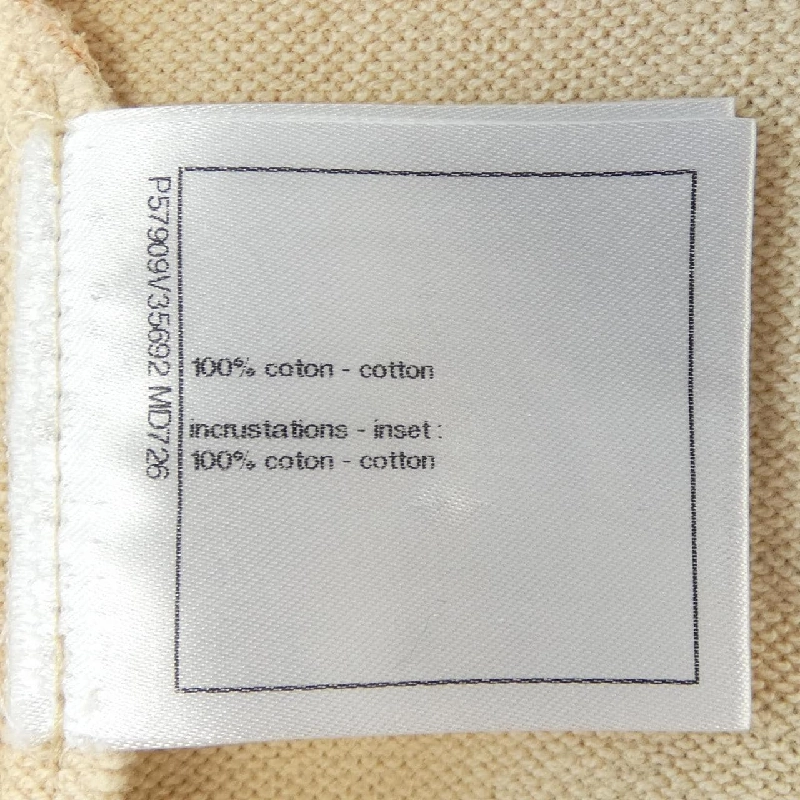 P57909V35692 MD726
100% coton - cotton
incrustations - inset :
100% coton - cotton